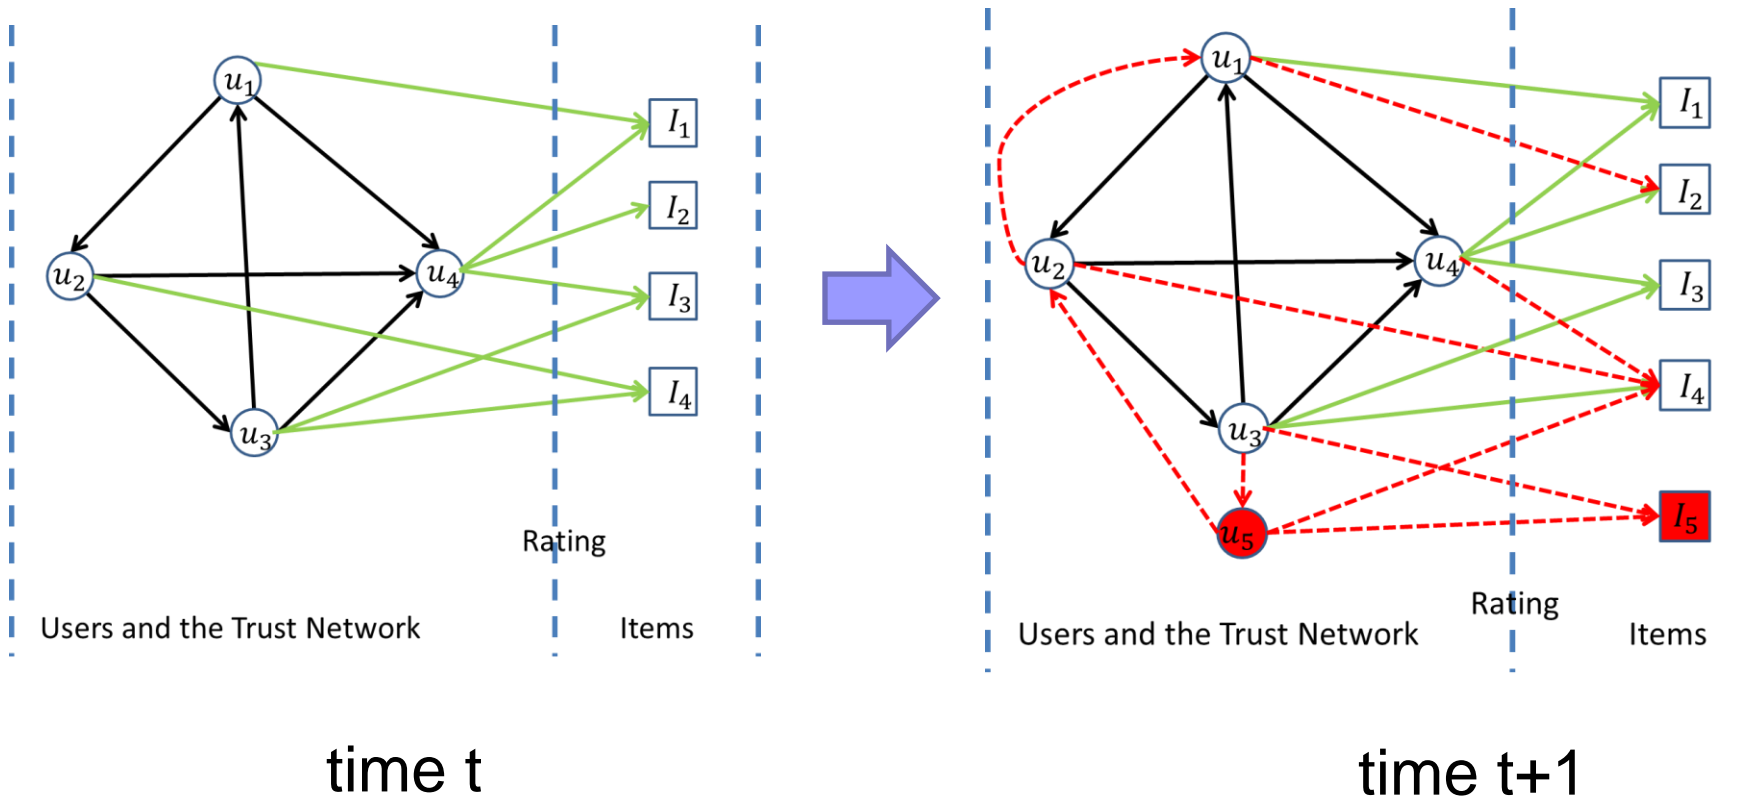 u₁
I₁
I₂
u₂
u₄
I₃
I₄
u₃
Rating
Users and the Trust Network
Items
time t
u₁
I₁
I₂
u₂
u₄
I₃
I₄
u₃
I₅
u₅
Rating
Users and the Trust Network
Items
time t+1